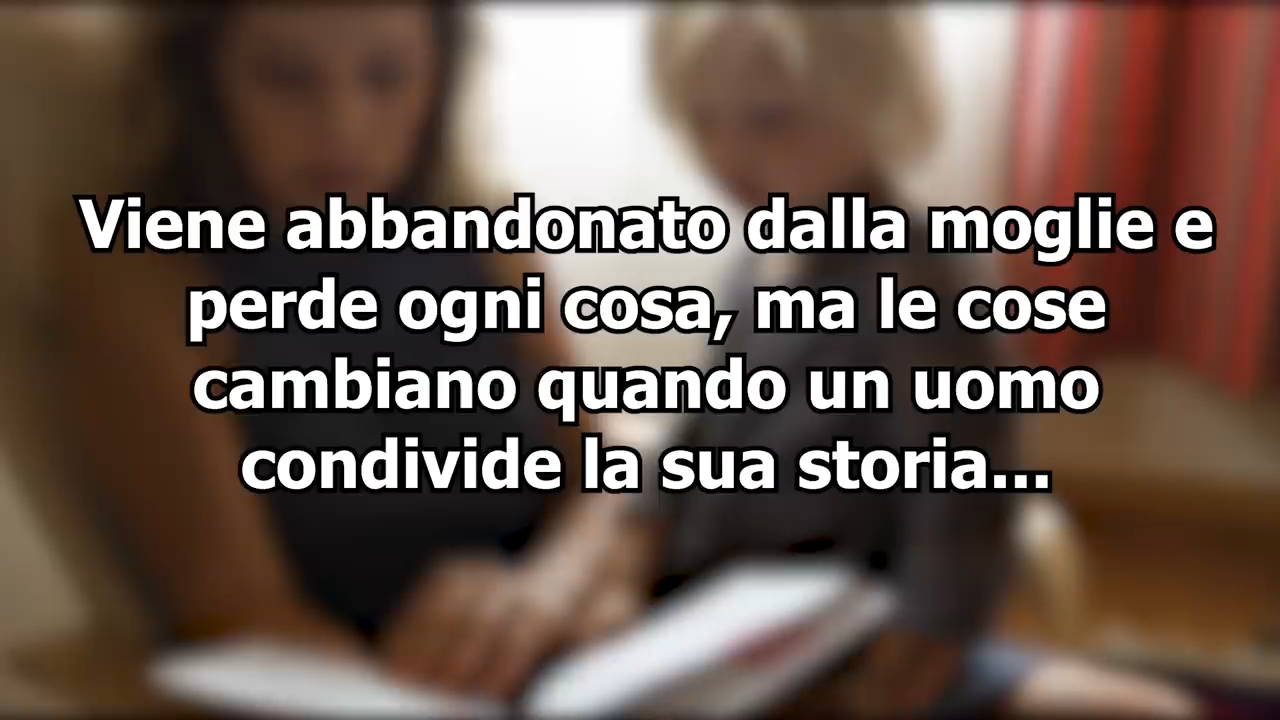 Viene abbandonato dalla moglie e
perde ogni cosa, ma le cose
cambiano quando un uomo
condivide la sua storia...